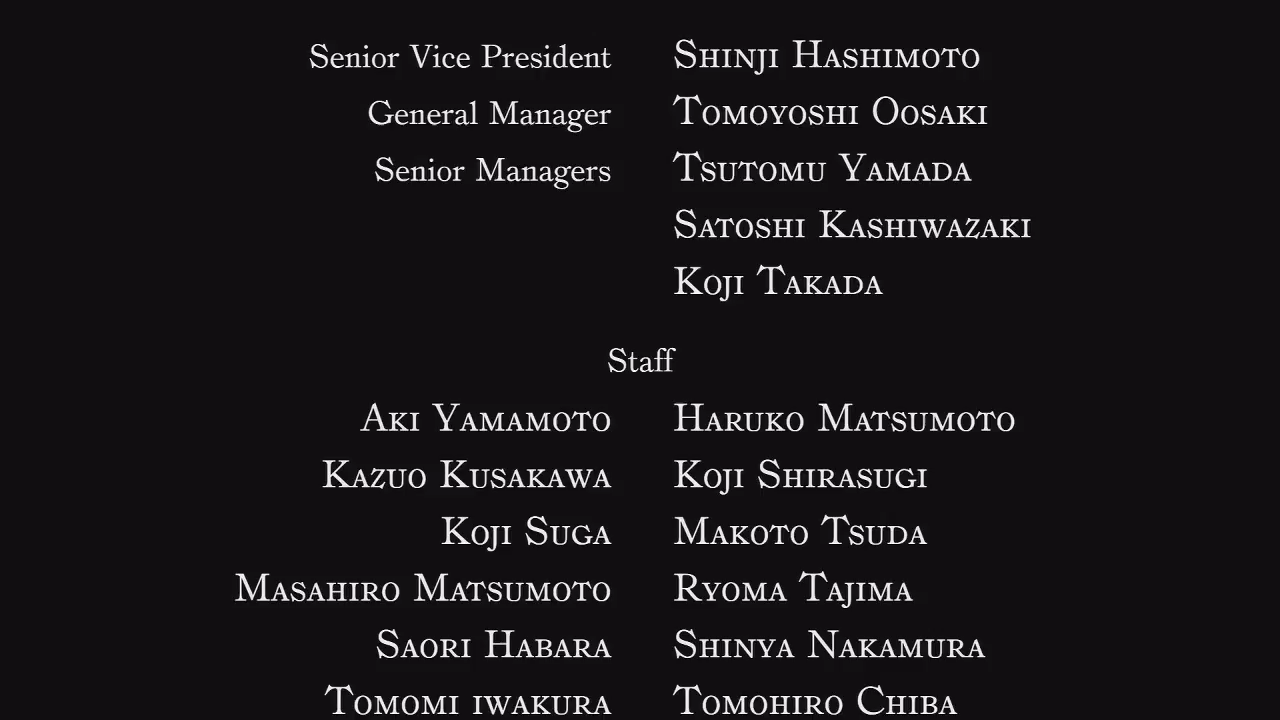 Senior Vice President Shinji Hashimoto
General Manager Tomoyoshi Oosaki
Senior Managers Tsutomu Yamada
Satoshi Kashiwazaki
Koji Takada
Staff
Aki Yamamoto Haruko Matsumoto
Kazuo Kusakawa Koji Shirasugi
Koji Suga Makoto Tsuda
Masahiro Matsumoto Ryoma Tajima
Saori Habara Shinya Nakamura
Tomomi iwakura Tomohiro Chiba